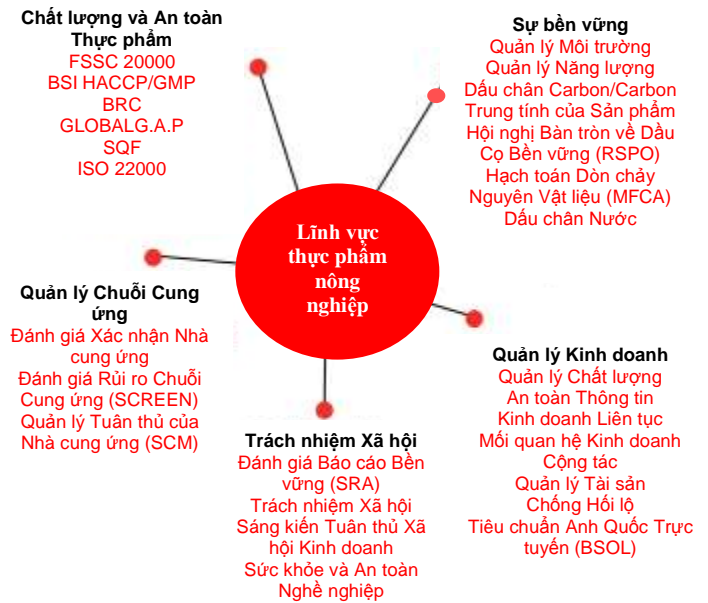 Chất lượng và An toàn
Thực phẩm
FSSC 20000
BSI HACCP/GMP
BRC
GLOBALG.A.P
SQF
ISO 22000
Sự bền vững
Quản lý Môi trường
Quản lý Năng lượng
Dấu chân Carbon/Carbon
Trung tính của Sản phẩm
Hội nghị Bàn tròn về Dầu
Cọ Bền vững (RSPO)
Hạch toán Dòn chảy
Nguyên Vật liệu (MFCA)
Dấu chân Nước
Lĩnh vực
thực phẩm
nông
nghiệp
Quản lý Chuỗi Cung
ứng
Đánh giá Xác nhận Nhà
cung ứng
Đánh giá Rủi ro Chuỗi
Cung ứng (SCREEN)
Quản lý Tuân thủ của
Nhà cung ứng (SCM)
Trách nhiệm Xã hội
Đánh giá Báo cáo Bền
vững (SRA)
Trách nhiệm Xã hội
Sáng kiến Tuân thủ Xã
hội Kinh doanh
Sức khỏe và An toàn
Nghề nghiệp
Quản lý Kinh doanh
Quản lý Chất lượng
An toàn Thông tin
Kinh doanh Liên tục
Mối quan hệ Kinh doanh
Cộng tác
Quản lý Tài sản
Chống Hối lộ
Tiêu chuẩn Anh Quốc Trực
tuyến (BSOL)